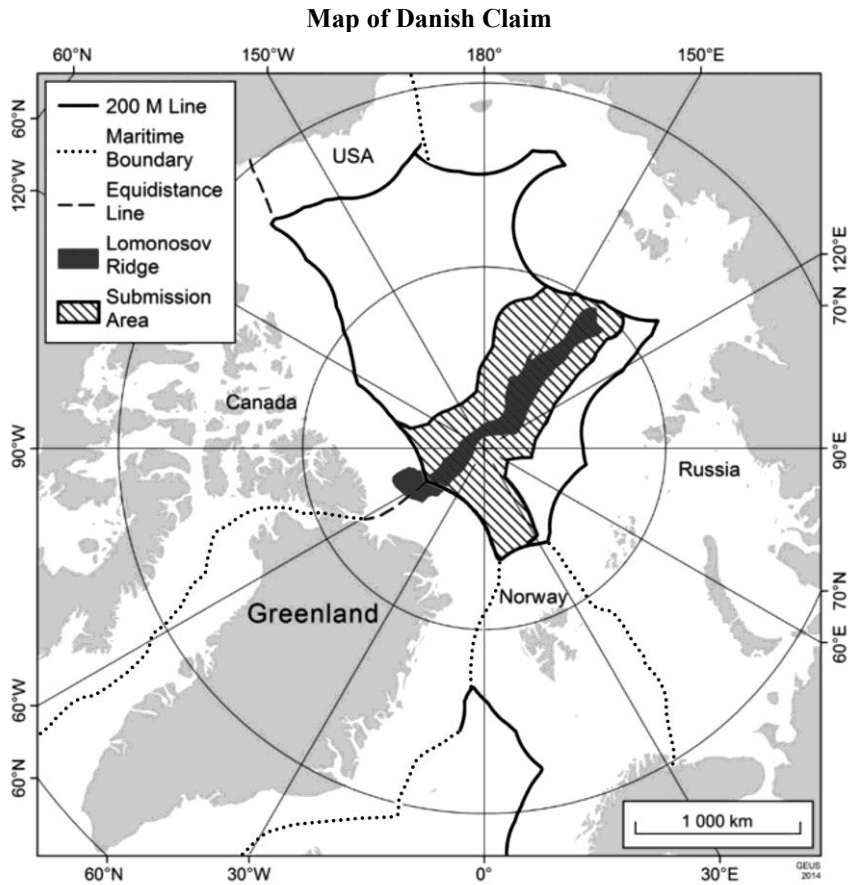 Map of Danish Claim
60°N
150°W
180°
150°E
200 M Line
Maritime
Boundary
Equidistance
Line
Lomonosov
Ridge
Submission
Area
60°N
120°W
90°W
60°W
60°N
USA
Canada
Greenland
Norway
Russia
120°E
70°N
90°E
70°N
60°E
1 000 km
GEUS
2014
60°N
30°W
0°
30°E